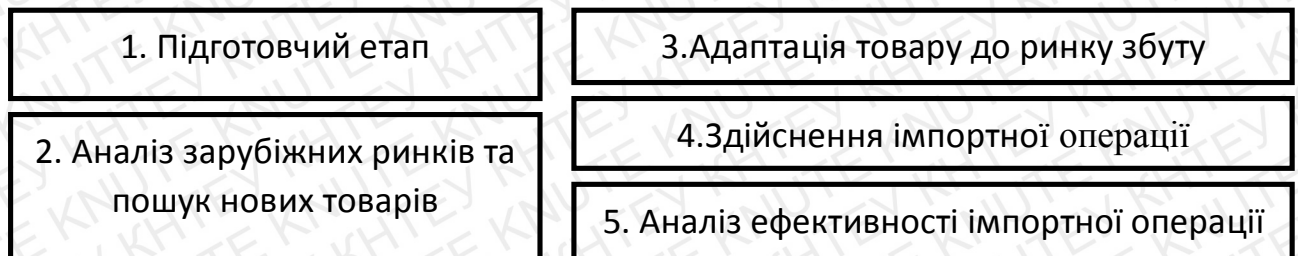 1. Підготовчий етап
2. Аналіз зарубіжних ринків та
пошук нових товарів
3.Адаптація товару до ринку збуту
4.Здійснення імпортної операції
5. Аналіз ефективності імпортної операції